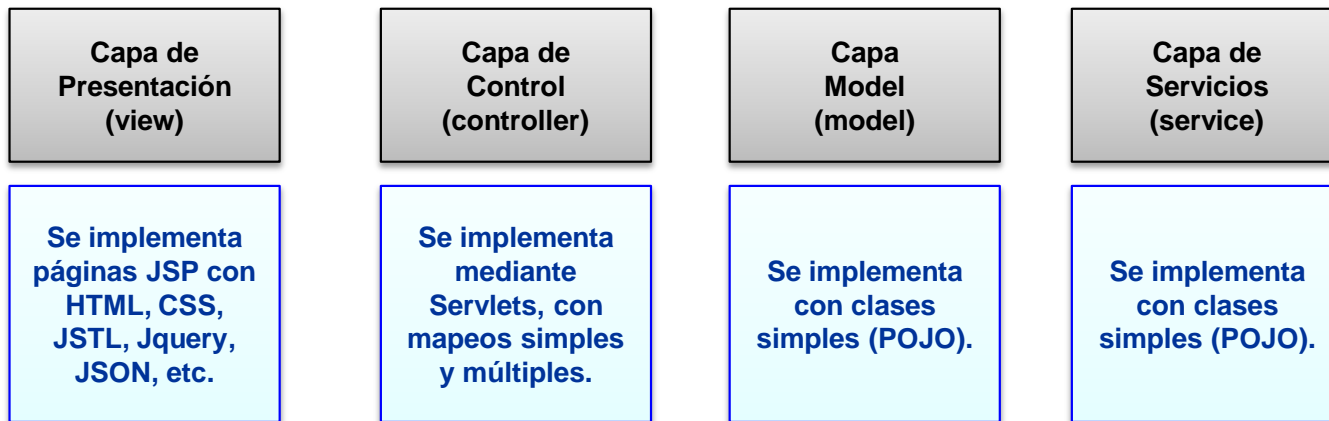 Capa de
Presentación
(view)
Capa de
Control
(controller)
Capa
Model
(model)
Capa de
Servicios
(service)
Se implementa
páginas JSP con
HTML, CSS,
JSTL, Jquery,
JSON, etc.
Se implementa
mediante
Servlets, con
mapeos simples
y múltiples.
Se implementa
con clases
simples (POJO).
Se implementa
con clases
simples (POJO).